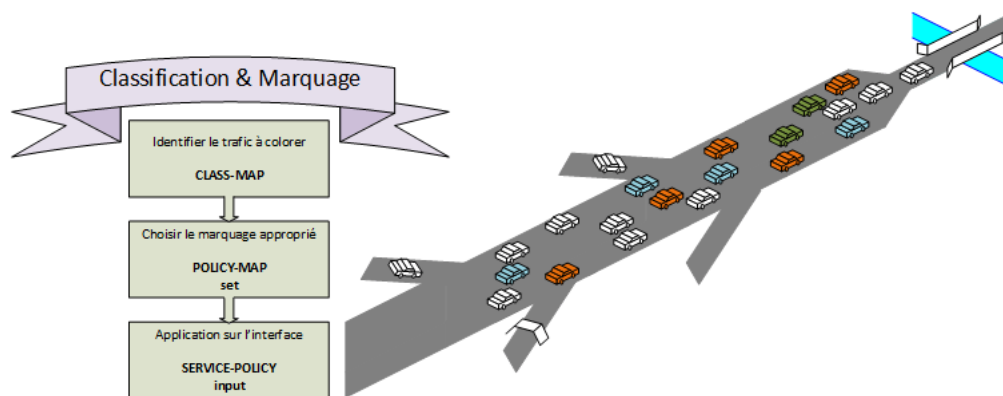 Classification & Marquage
Identifier le trafic à colorer
CLASS-MAP
Choisir le marquage approprié
POLICY-MAP
set
Application sur l'interface
SERVICE-POLICY
input